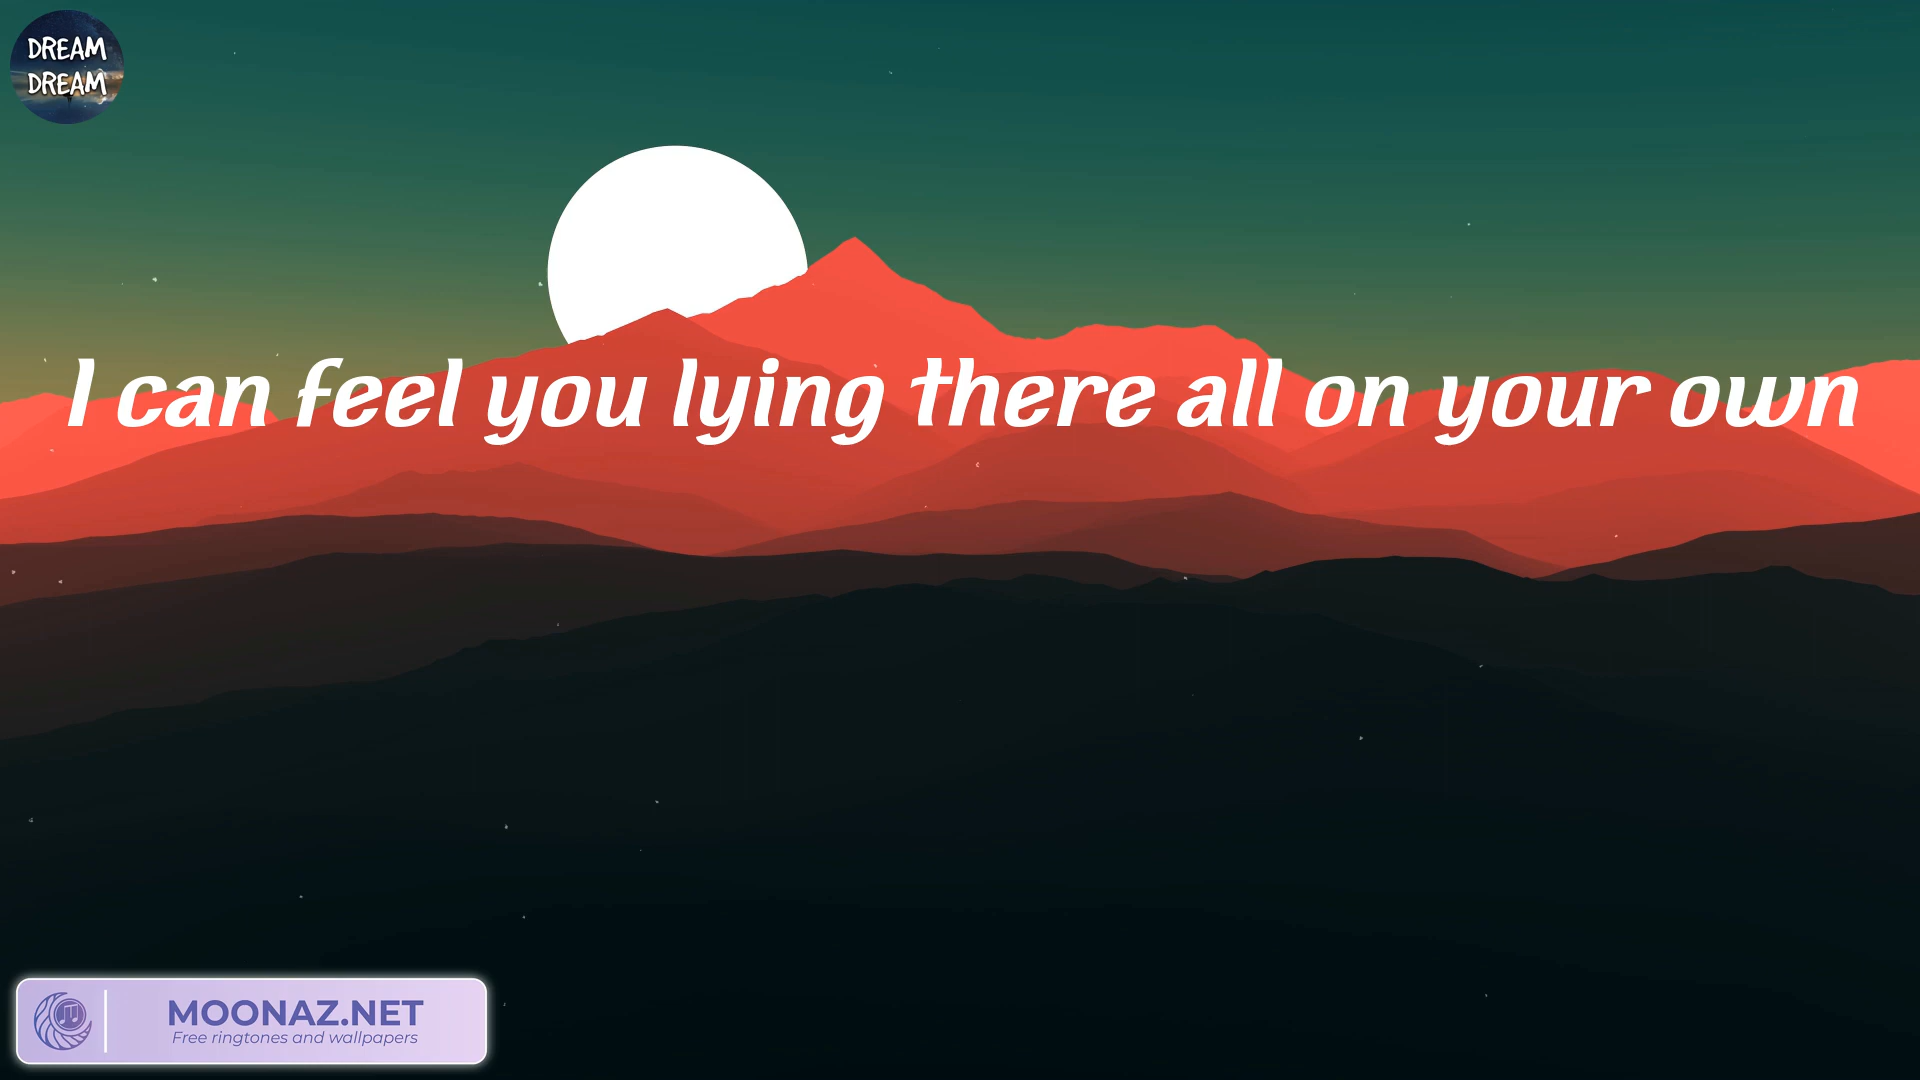 DREAM
DREAM
I can feel you lying there all on your own
MOONAZ.NET
Free ringtones and wallpapers